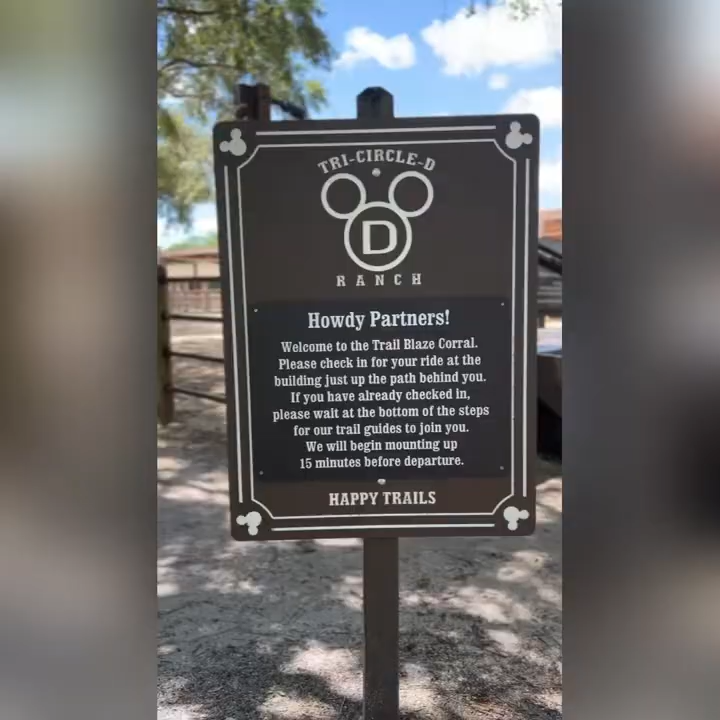 TRI-CIRCLE-D
D
RANCH
Howdy Partners!
Welcome to the Trail Blaze Corral.
Please check in for your ride at the
building just up the path behind you.
If you have already checked in,
please wait at the bottom of the steps
for our trail guides to join you.
We will begin mounting up
15 minutes before departure.
HAPPY TRAILS